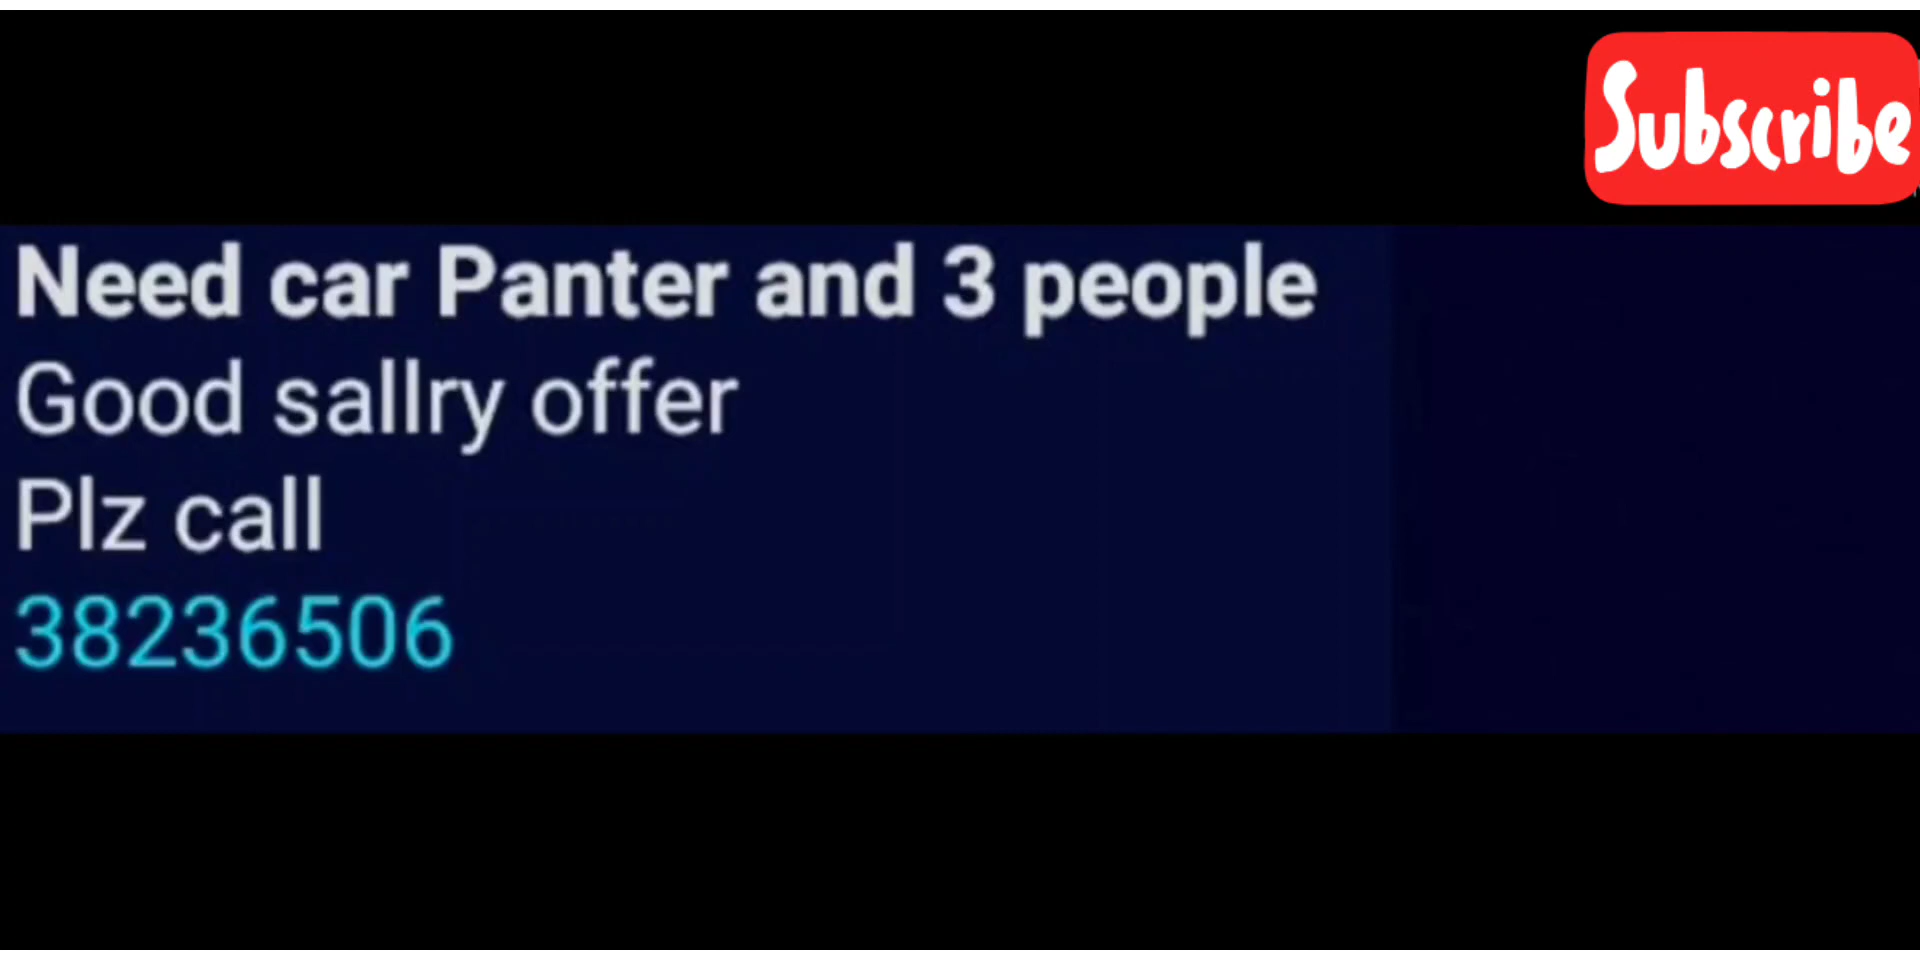 Subscribe
Need car Panter and 3 people
Good sallry offer
Plz call
38236506